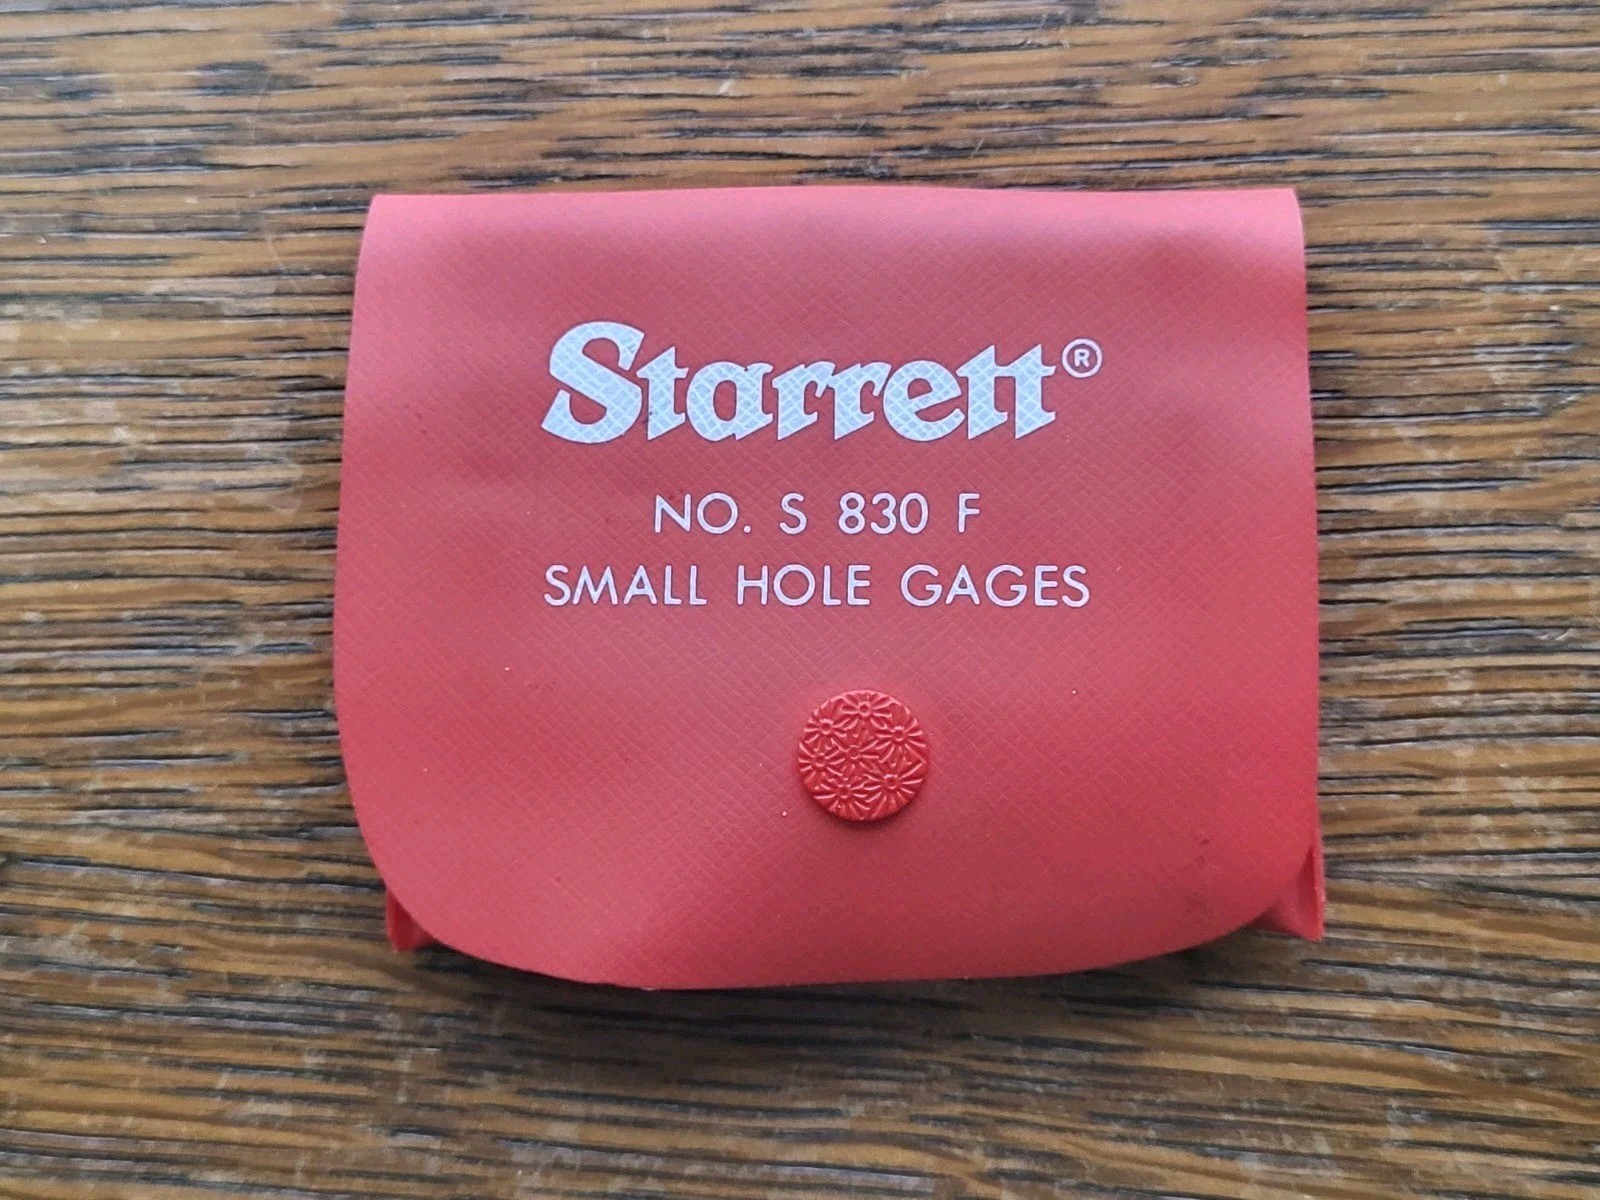 Starrett®
NO. S 830 F
SMALL HOLE GAGES